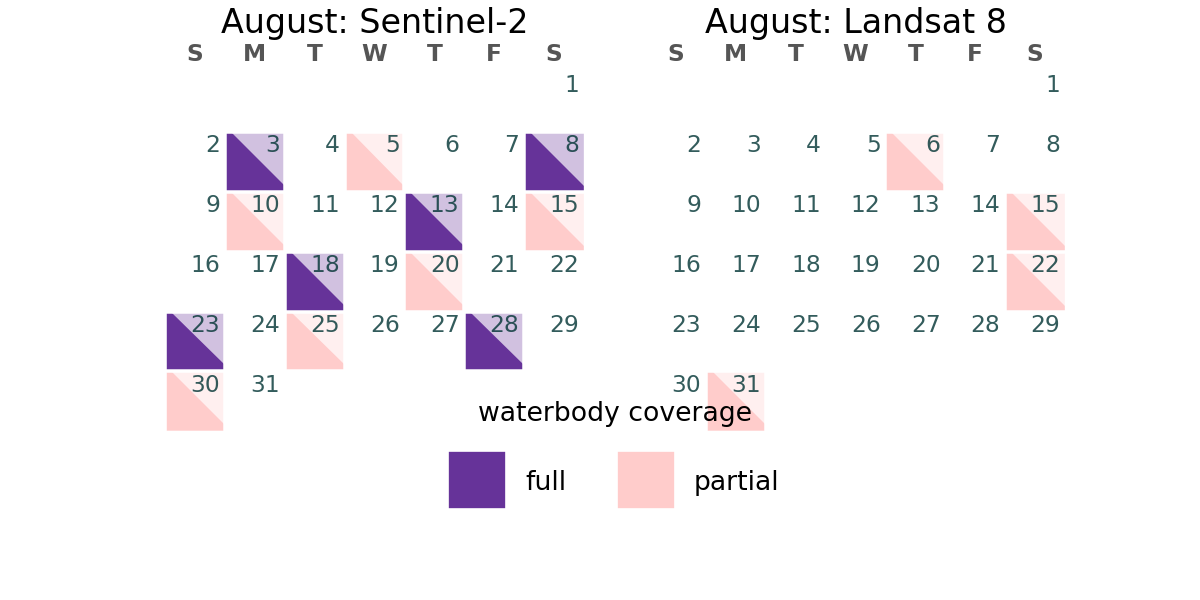 August: Sentinel-2
S M T W T F S
1
2 3 4 5 6 7 8
9 10 11 12 13 14 15
16 17 18 19 20 21 22
23 24 25 26 27 28 29
30 31
August: Landsat 8
S M T W T F S
1
2 3 4 5 6 7 8
9 10 11 12 13 14 15
16 17 18 19 20 21 22
23 24 25 26 27 28 29
30 31
waterbody coverage
full
partial